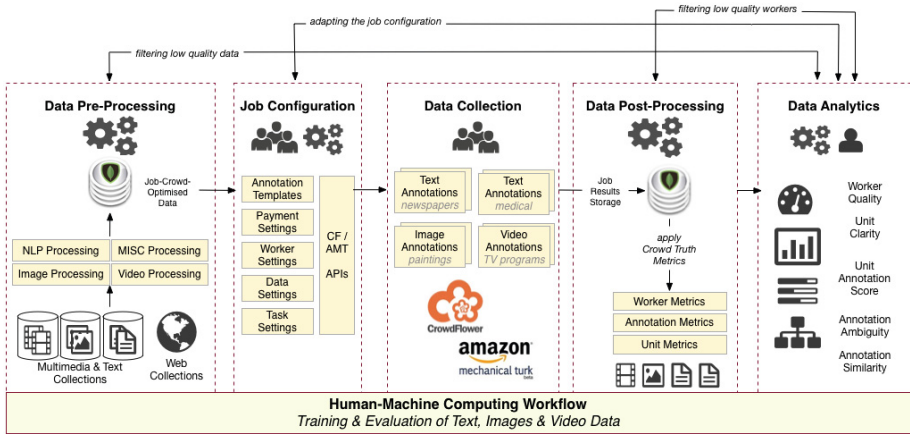 filtering low quality workers
adapting the job configuration
filtering low quality data
Data Pre-Processing
Job-Crowd-
Optimised
Data
NLP Processing
MISC Processing
Image Processing
Video Processing
Multimedia & Text
Collections
Web
Collections
Job Configuration
Annotation
Templates
Payment
Settings
Worker
Settings
Data
Settings
Task
Settings
CF /
AMT
APIs
Data Collection
Text
Annotations
newspapers
Text
Annotations
medical
Image
Annotations
paintings
Video
Annotations
TV programs
CrowdFlower
amazon
mechanical turk
beta
Data Post-Processing
Job
Results
Storage
apply
Crowd Truth
Metrics
Worker Metrics
Annotation Metrics
Unit Metrics
Data Analytics
Worker
Quality
Unit
Clarity
Unit
Annotation
Score
Annotation
Ambiguity
Annotation
Similarity
Human-Machine Computing Workflow
Training & Evaluation of Text, Images & Video Data